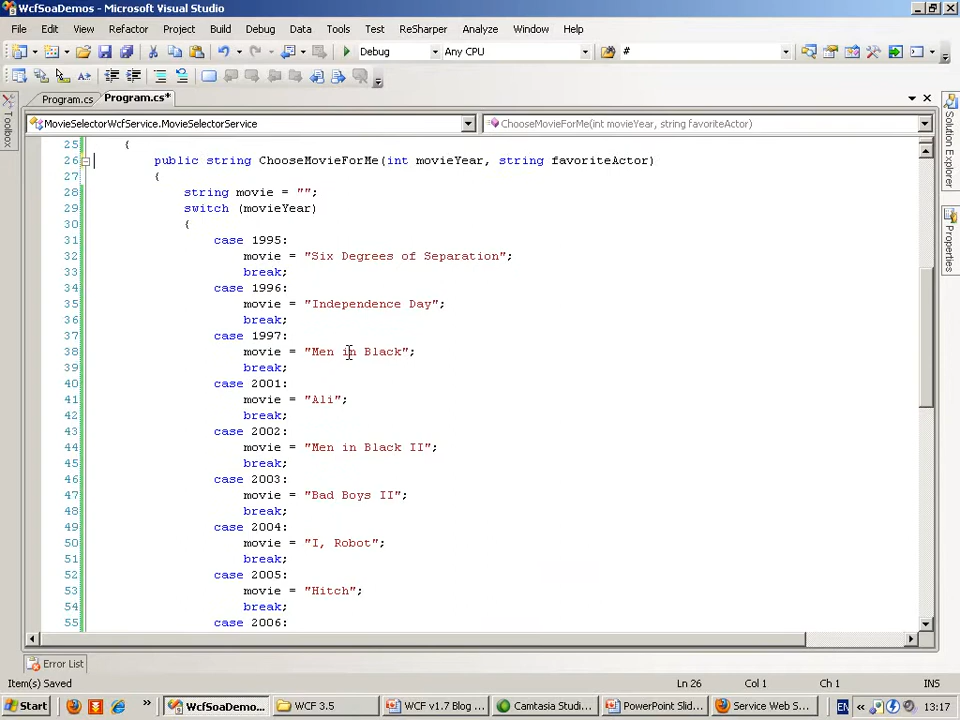 WcfSoaDemos - Microsoft Visual Studio
File Edit View Refactor Project Build Debug Data Tools Test ReSharper Analyze Window Help
Debug Any CPU #
Program.cs Program.cs*
MovieSelectorWcfService.MovieSelectorService ChooseMovieForMe(int movieYear, string favoriteActor)
25 {
26 public string ChooseMovieForMe(int movieYear, string favoriteActor)
27 {
28 string movie = "";
29 switch (movieYear)
30 {
31 case 1995:
32 movie = "Six Degrees of Separation";
33 break;
34 case 1996:
35 movie = "Independence Day";
36 break;
37 case 1997:
38 movie = "Men in Black";
39 break;
40 case 2001:
41 movie = "Ali";
42 break;
43 case 2002:
44 movie = "Men in Black II";
45 break;
46 case 2003:
47 movie = "Bad Boys II";
48 break;
49 case 2004:
50 movie = "I, Robot";
51 break;
52 case 2005:
53 movie = "Hitch";
54 break;
55 case 2006:
Toolbox
Solution Explorer
Properties
Error List
Item(s) Saved Ln 26 Col 1 Ch 1 INS
Start » WcfSoaDemo... WCF 3.5 WCF v1.7 Blog ... Camtasia Studi... PowerPoint Slid... Service Web S... EN « 13:17